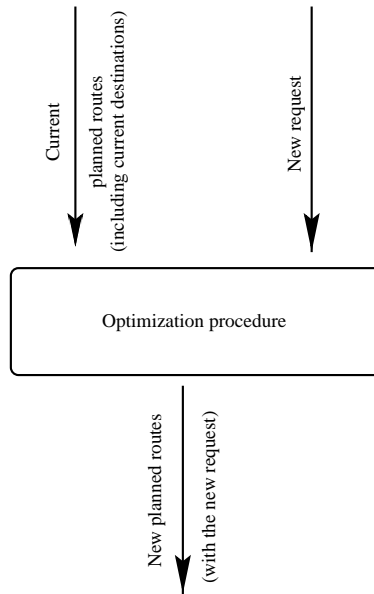 Current
planned routes
(including current destinations)
New request
Optimization procedure
New planned routes
(with the new request)